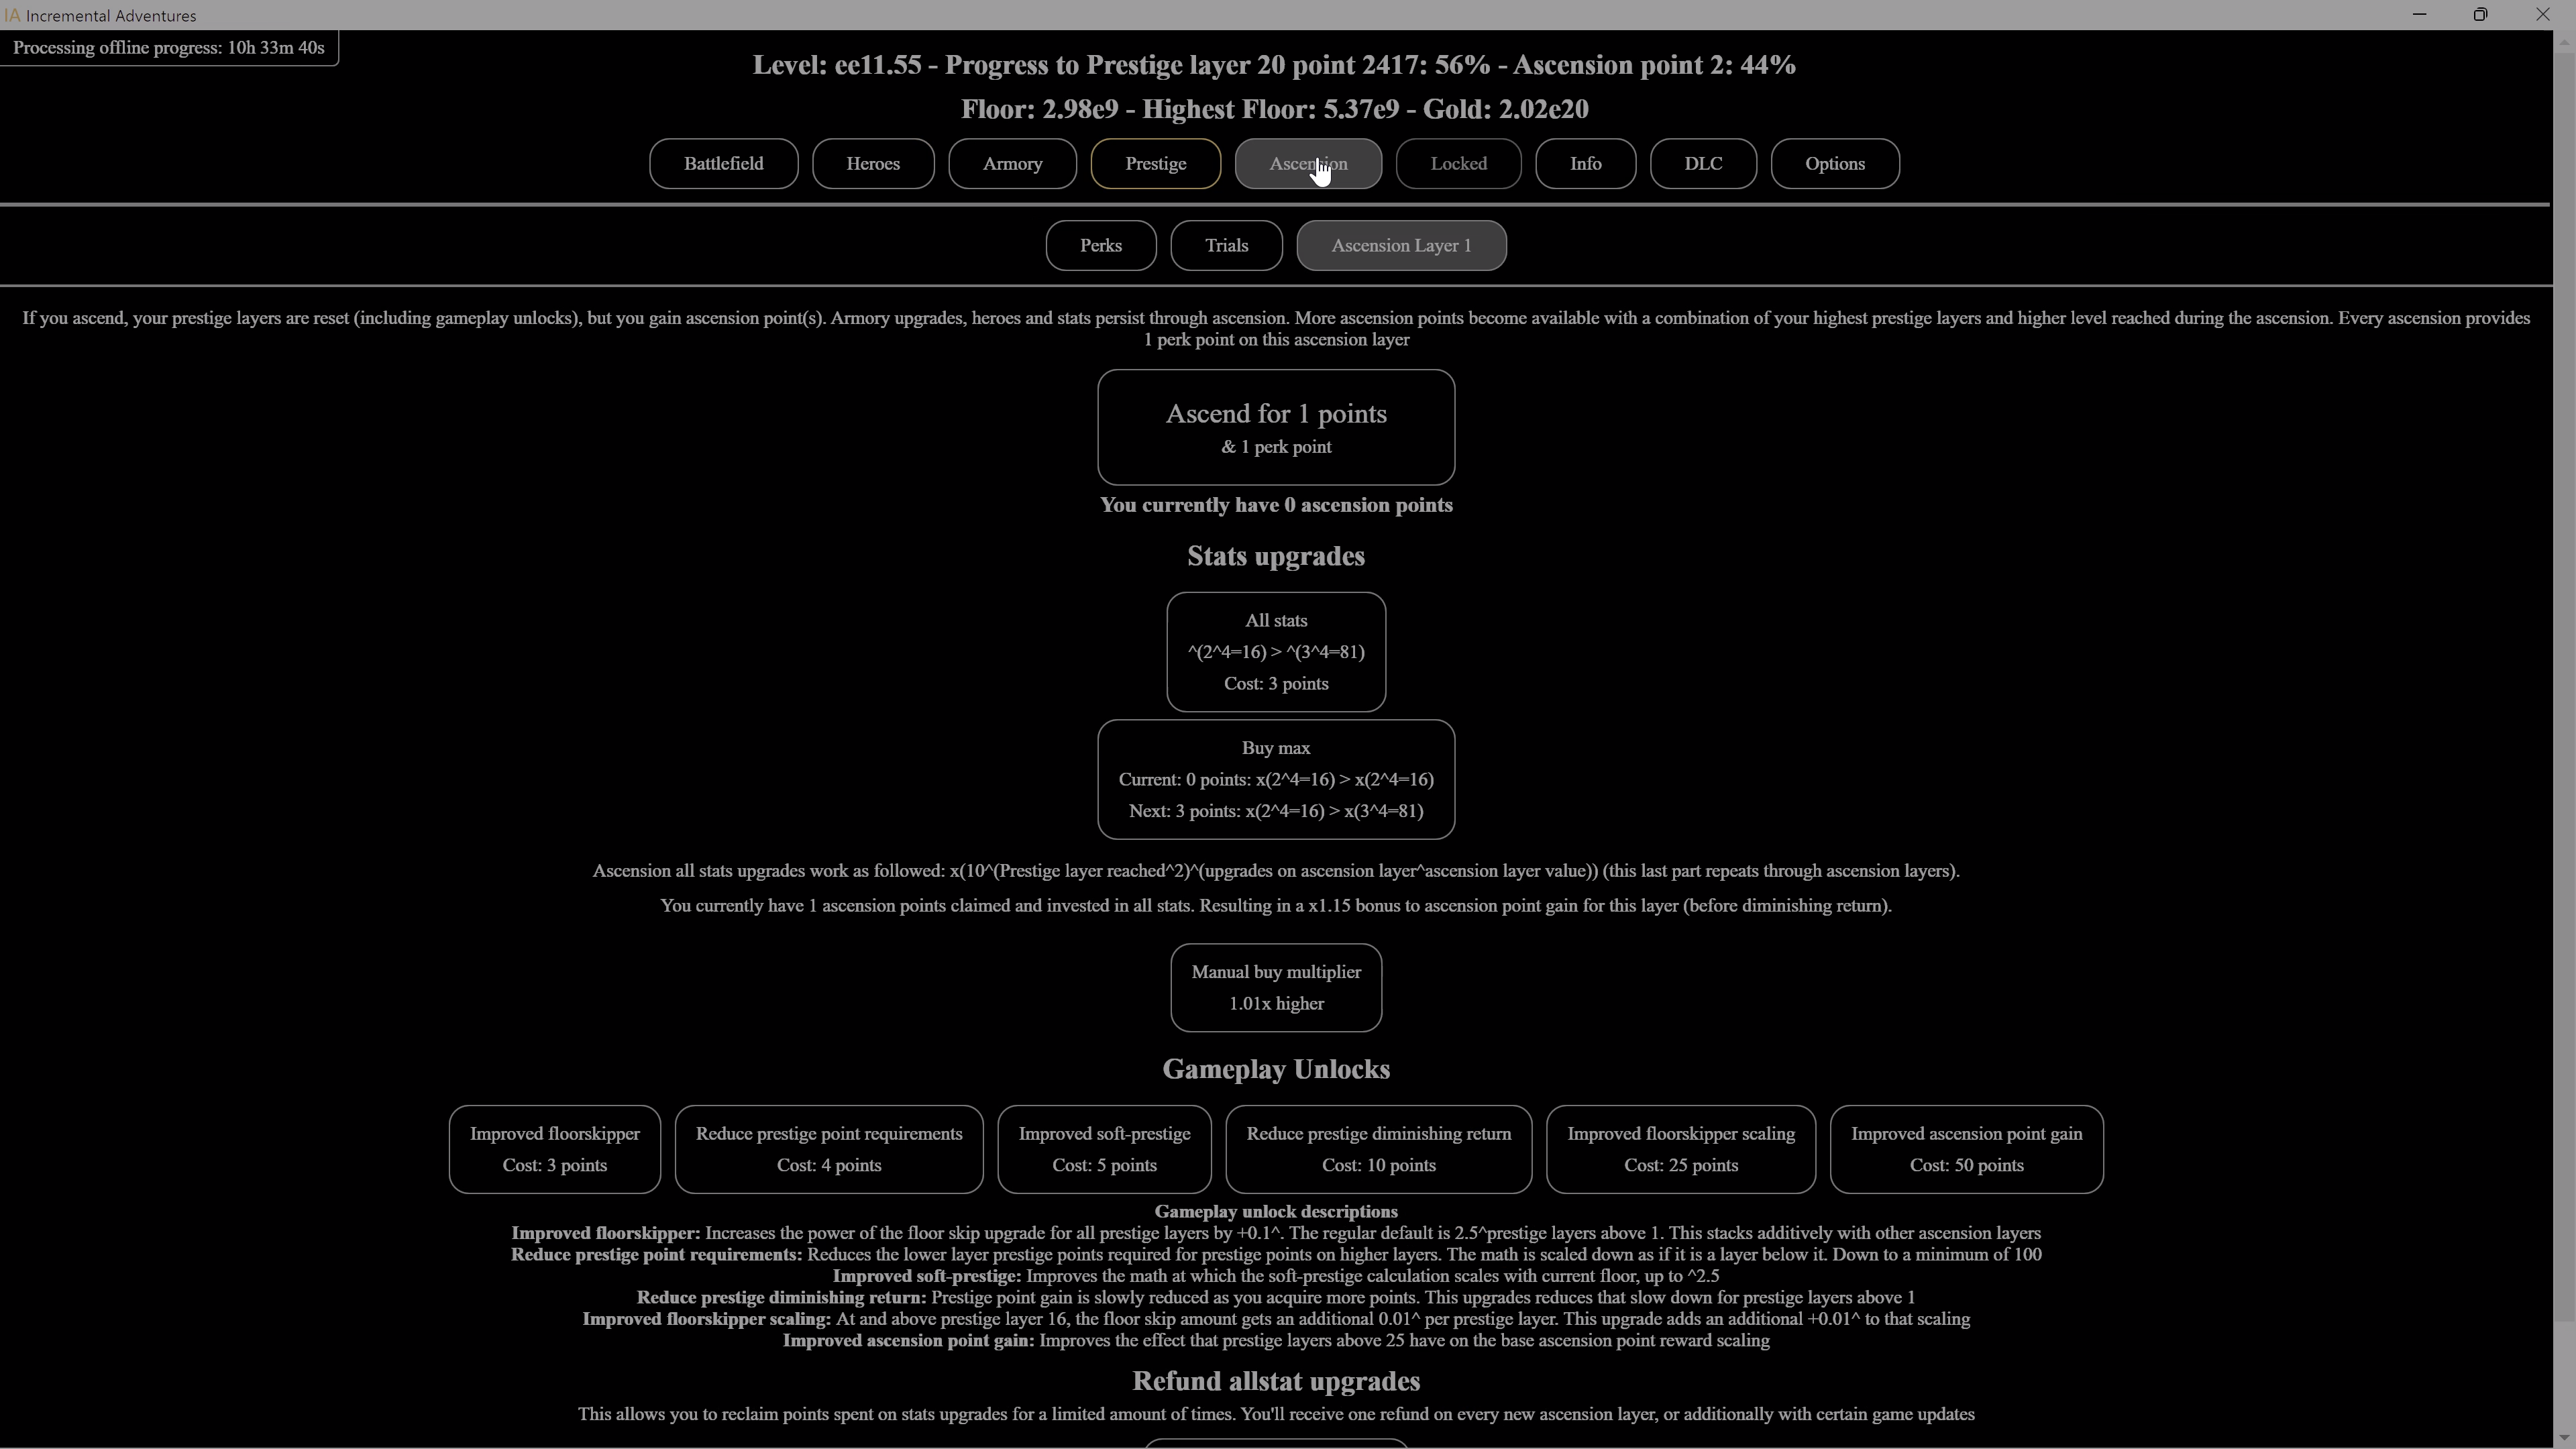 IA Incremental Adventures
Processing offline progress: 10h 33m 40s
Level: ee11.55 - Progress to Prestige layer 20 point 2417: 56% - Ascension point 2: 44%
Floor: 2.98e9 - Highest Floor: 5.37e9 - Gold: 2.02e20
Battlefield Heroes Armory Prestige Ascension Locked Info DLC Options
Perks Trials Ascension Layer 1
If you ascend, your prestige layers are reset (including gameplay unlocks), but you gain ascension point(s). Armory upgrades, heroes and stats persist through ascension. More ascension points become available with a combination of your highest prestige layers and higher level reached during the ascension. Every ascension provides
1 perk point on this ascension layer
Ascend for 1 points
& 1 perk point
You currently have 0 ascension points
Stats upgrades
All stats
^(2^4=16) > ^(3^4=81)
Cost: 3 points
Buy max
Current: 0 points: x(2^4=16) > x(2^4=16)
Next: 3 points: x(2^4=16) > x(3^4=81)
Ascension all stats upgrades work as followed: x(10^(Prestige layer reached^2)^(upgrades on ascension layer^ascension layer value)) (this last part repeats through ascension layers).
You currently have 1 ascension points claimed and invested in all stats. Resulting in a x1.15 bonus to ascension point gain for this layer (before diminishing return).
Manual buy multiplier
1.01x higher
Gameplay Unlocks
Improved floorskipper Reduce prestige point requirements Improved soft-prestige Reduce prestige diminishing return Improved floorskipper scaling Improved ascension point gain
Cost: 3 points Cost: 4 points Cost: 5 points Cost: 10 points Cost: 25 points Cost: 50 points
Gameplay unlock descriptions
Improved floorskipper: Increases the power of the floor skip upgrade for all prestige layers by +0.1^. The regular default is 2.5^prestige layers above 1. This stacks additively with other ascension layers
Reduce prestige point requirements: Reduces the lower layer prestige points required for prestige points on higher layers. The math is scaled down as if it is a layer below it. Down to a minimum of 100
Improved soft-prestige: Improves the math at which the soft-prestige calculation scales with current floor, up to ^2.5
Reduce prestige diminishing return: Prestige point gain is slowly reduced as you acquire more points. This upgrades reduces that slow down for prestige layers above 1
Improved floorskipper scaling: At and above prestige layer 16, the floor skip amount gets an additional 0.01^ per prestige layer. This upgrade adds an additional +0.01^ to that scaling
Improved ascension point gain: Improves the effect that prestige layers above 25 have on the base ascension point reward scaling
Refund allstat upgrades
This allows you to reclaim points spent on stats upgrades for a limited amount of times. You'll receive one refund on every new ascension layer, or additionally with certain game updates